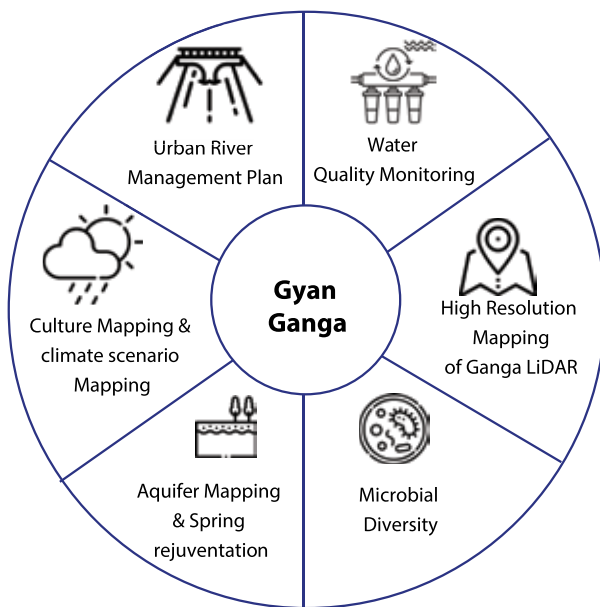 Urban River
Management Plan
Water
Quality Monitoring
Culture Mapping &
climate scenario
Mapping
Gyan
Ganga
High Resolution
Mapping
of Ganga LiDAR
Aquifer Mapping
& Spring
rejuventation
Microbial
Diversity